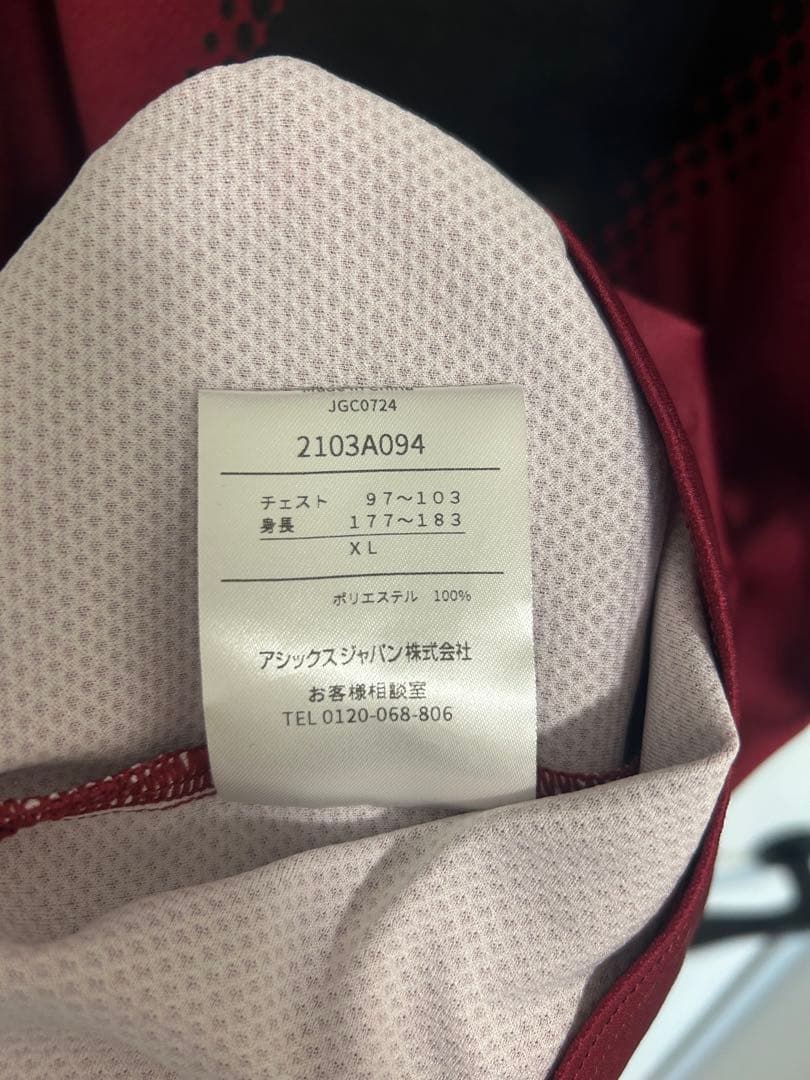 JGC0724
2103A094
チェスト 97～103
身長 177～183
XL
ポリエステル 100%
アシックスジャパン株式会社
お客様相談室
TEL 0120-068-806